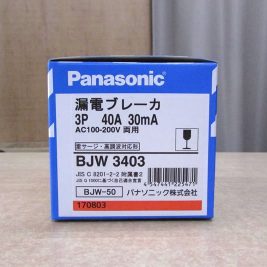 Panasonic
漏電ブレーカ
3P 40A 30mA
AC100-200V 両用
雷サージ・高調波対応形
BJW 3403
JIS C 8201-2-2 附属書2
BJW-50
パナソニック株式会社
170803